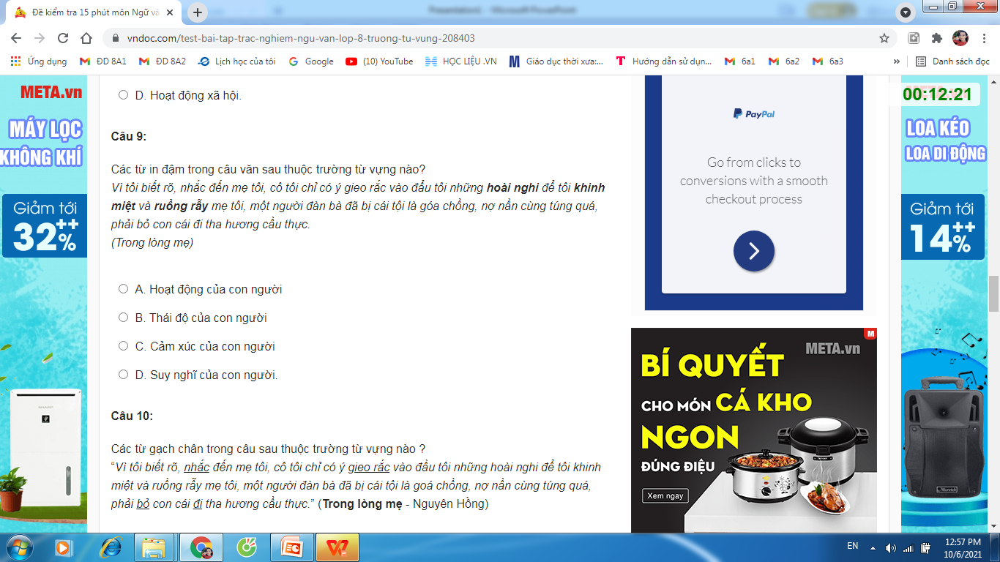 Đề kiểm tra 15 phút môn Ngữ vă
Presentation1 - Microsoft PowerPoint
vndoc.com/test-bai-tap-trac-nghiem-ngu-van-lop-8-truong-tu-vung-208403
Ứng dụng
ĐD 8A1
ĐD 8A2
Lịch học của tôi
Google
(10) YouTube
HỌC LIỆU .VN
Giáo dục thời xưa:...
Hướng dẫn sử dụn...
6a1
6a2
6a3
»
Danh sách đọc
META.vn
MÁY LỌC
KHÔNG KHÍ
Giảm tới
32++%
D. Hoạt động xã hội.
Câu 9:
Các từ in đậm trong câu văn sau thuộc trường từ vựng nào?
Vì tôi biết rõ, nhắc đến mẹ tôi, cô tôi chỉ có ý gieo rắc vào đầu tôi những hoài nghi để tôi khinh
miệt và ruồng rẫy mẹ tôi, một người đàn bà đã bị cái tội là góa chồng, nợ nần cùng túng quá,
phải bỏ con cái đi tha hương cầu thực.
(Trong lòng mẹ)
A. Hoạt động của con người
B. Thái độ của con người
C. Cảm xúc của con người
D. Suy nghĩ của con người.
Câu 10:
Các từ gạch chân trong câu sau thuộc trường từ vựng nào ?
“Vì tôi biết rõ, nhắc đến mẹ tôi, cô tôi chỉ có ý gieo rắc vào đầu tôi những hoài nghi để tôi khinh
miệt và ruồng rẫy mẹ tôi, một người đàn bà đã bị cái tội là goá chồng, nợ nần cùng túng quá,
phải bỏ con cái đi tha hương cầu thực.” (Trong lòng mẹ - Nguyên Hồng)
PayPal
Go from clicks to
conversions with a smooth
checkout process
META.vn
BÍ QUYẾT
CHO MÓN CÁ KHO
NGON
ĐÚNG ĐIỆU
Xem ngay
00:12:21
LOA KÉO
LOA DI ĐỘNG
Giảm tới
14++%
EN
12:57 PM
10/6/2021